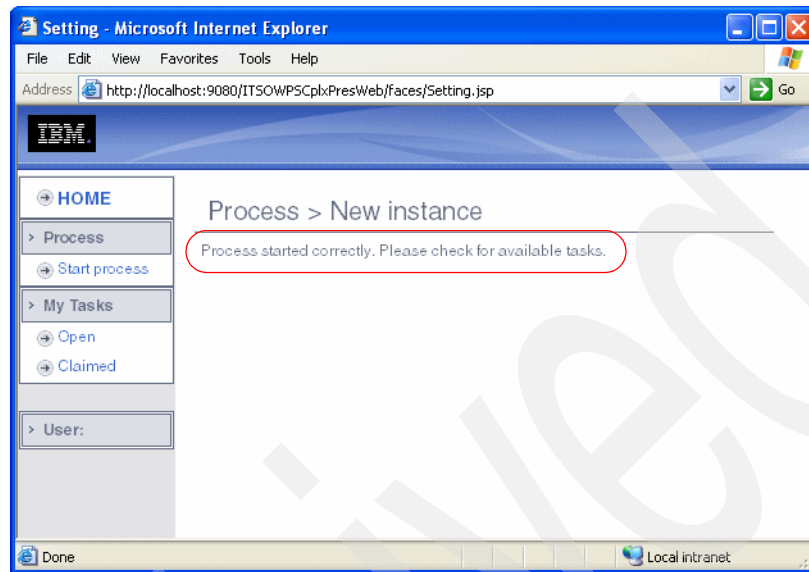 Setting - Microsoft Internet Explorer
File Edit View Favorites Tools Help
Address http://localhost:9080/ITSOWPSCplxPresWeb/faces/Setting.jsp Go
IBM.
HOME
Process > New instance
> Process
Process started correctly. Please check for available tasks.
Start process
> My Tasks
Open
Claimed
> User:
Done Local intranet